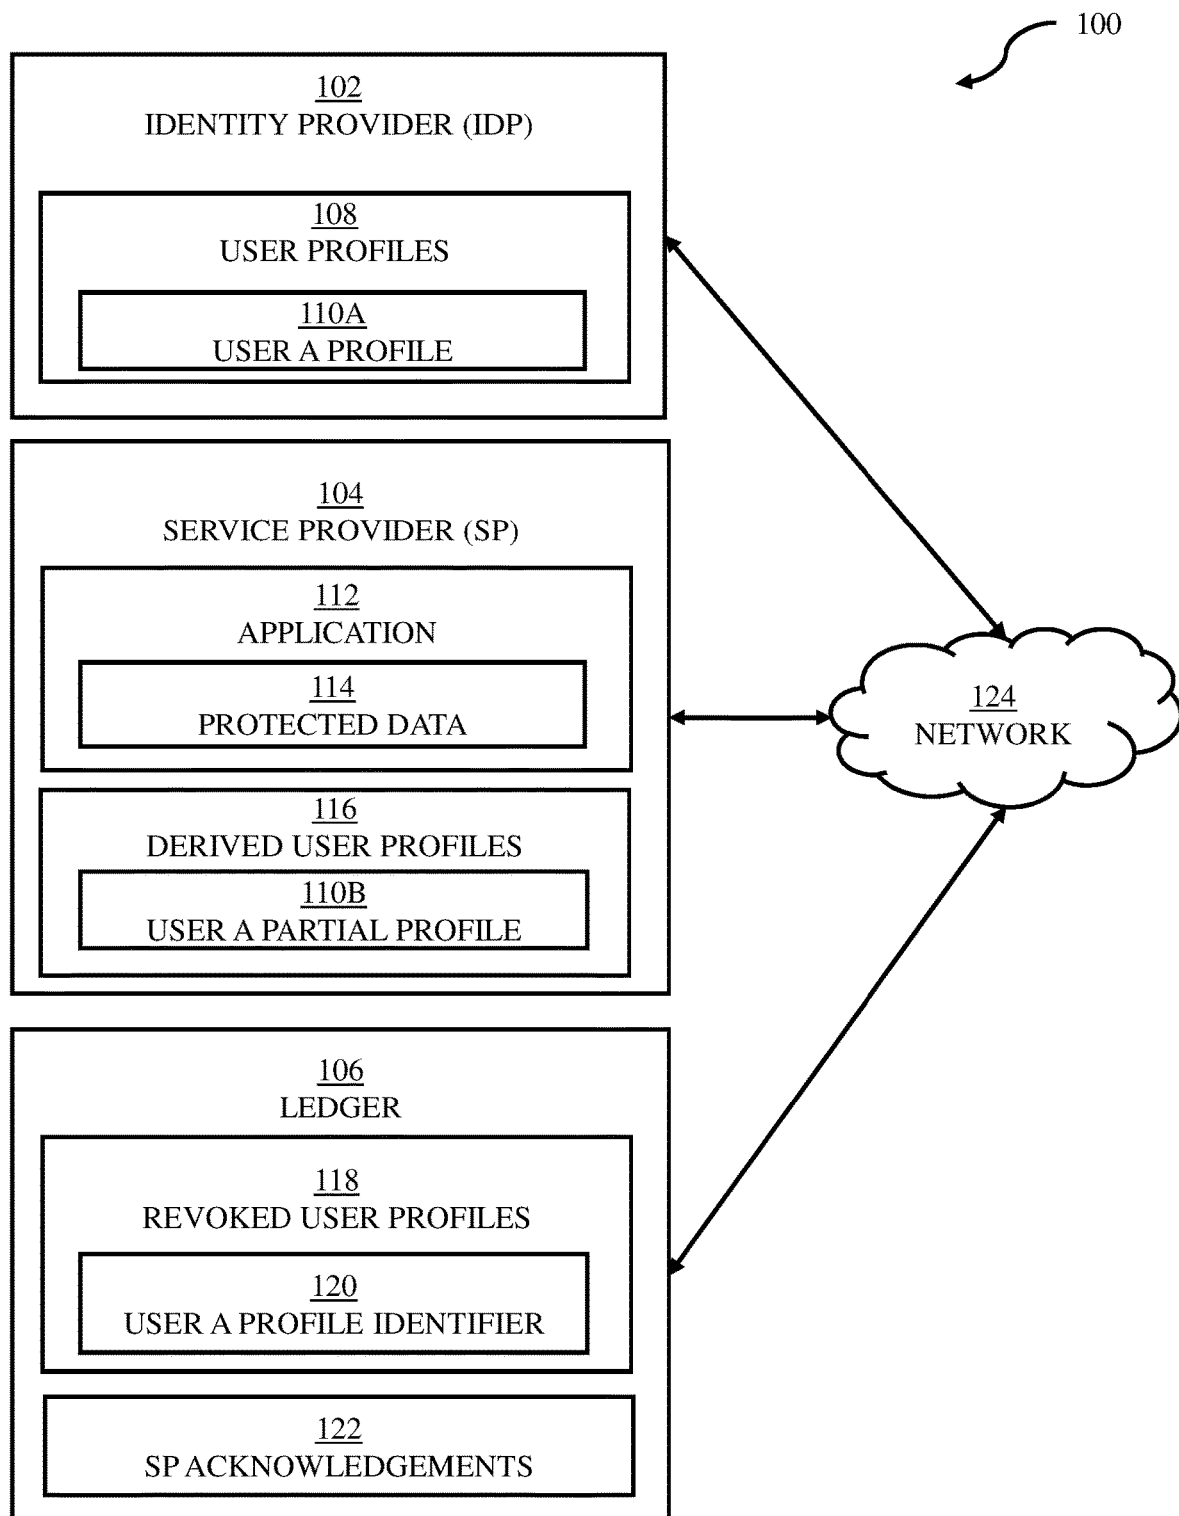 100
102
IDENTITY PROVIDER (IDP)
108
USER PROFILES
110A
USER A PROFILE
104
SERVICE PROVIDER (SP)
112
APPLICATION
114
PROTECTED DATA
116
DERIVED USER PROFILES
110B
USER A PARTIAL PROFILE
124
NETWORK
106
LEDGER
118
REVOKED USER PROFILES
120
USER A PROFILE IDENTIFIER
122
SP ACKNOWLEDGEMENTS